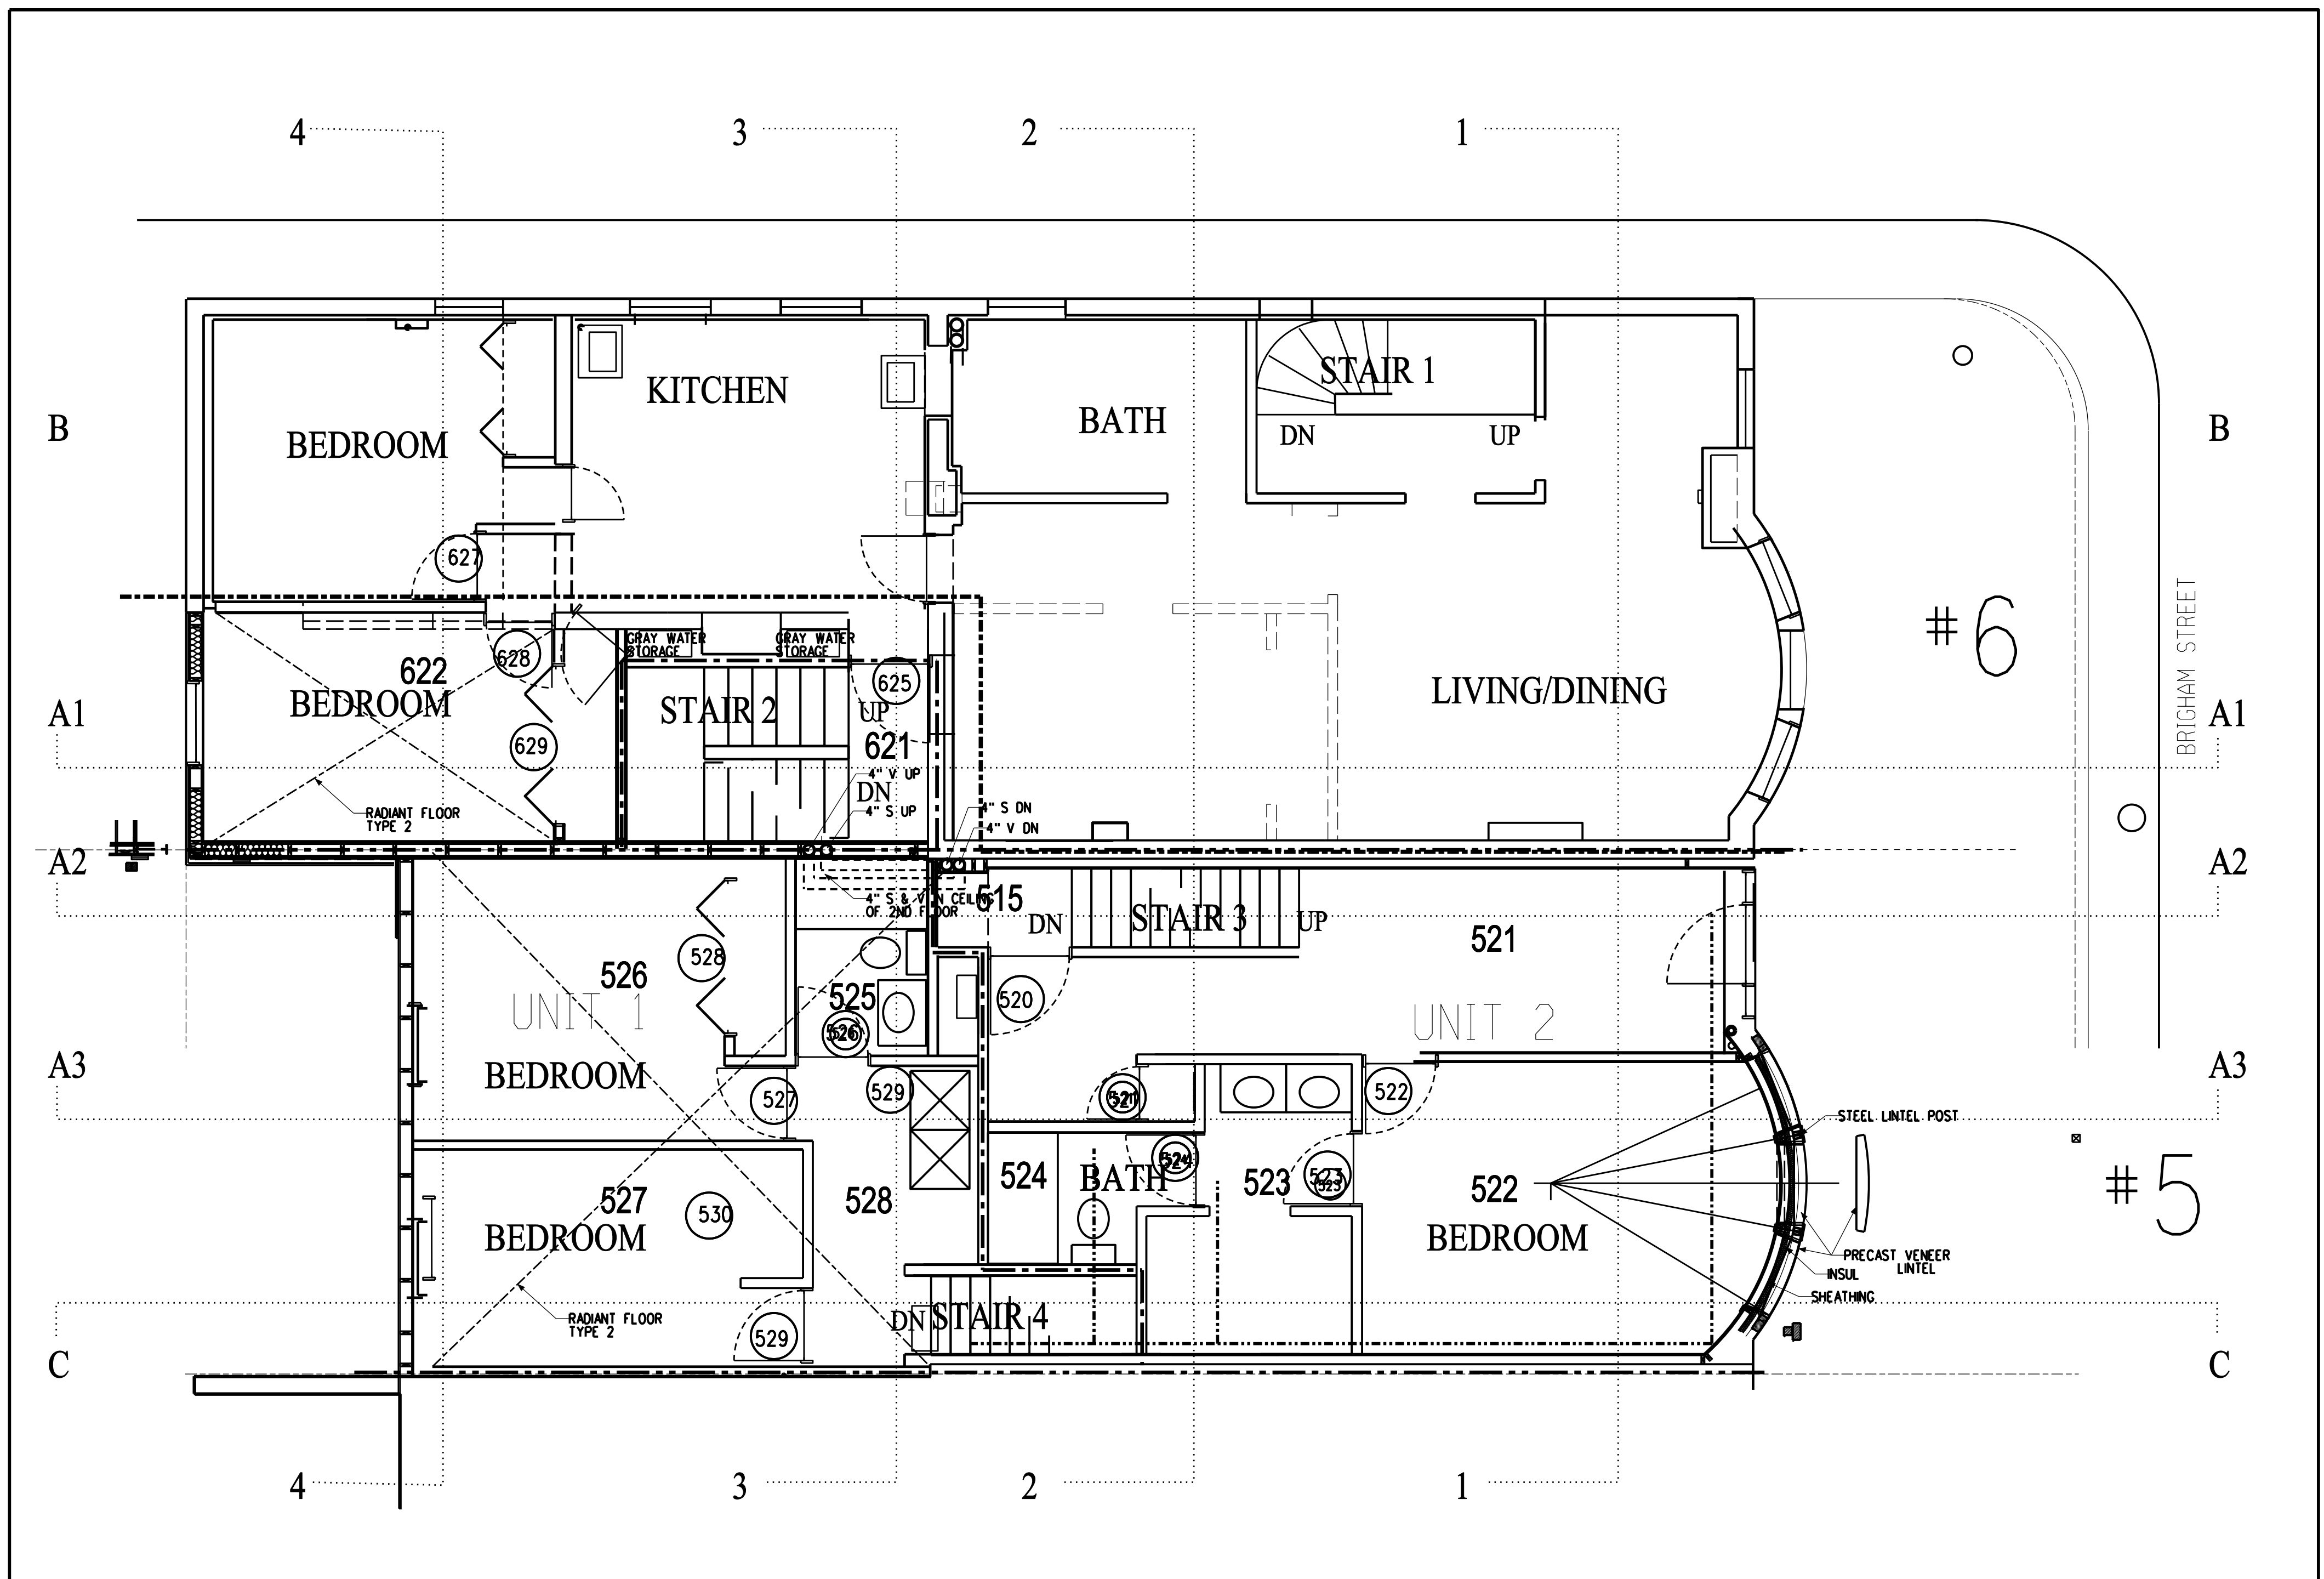 4
3
2
1
STAIR 1
KITCHEN
BATH
B
BEDROOM
DN
UP
B
627
BRIGHAM STREET
#6
GRAY WATER
STORAGE
GRAY WATER
STORAGE
628
622
625
BEDROOM
STAIR 2
UP
LIVING/DINING
A1
A1
629
621
4" V UP
DN
RADIANT FLOOR
TYPE 2
4" S UP
4" S DN
4" V DN
A2
A2
4" S & V IN CEILING
OF 2ND FLOOR
515
DN
STAIR 3
UP
521
528
526
525
520
UNIT 1
UNIT 2
526
A3
A3
BEDROOM
527
529
521
522
STEEL LINTEL POST
524
524
BATH
523
523
523
522
527
530
528
#5
BEDROOM
BEDROOM
PRECAST VENEER
LINTEL
INSUL
SHEATHING
RADIANT FLOOR
TYPE 2
DN
STAIR 4
529
C
C
4
3
2
1